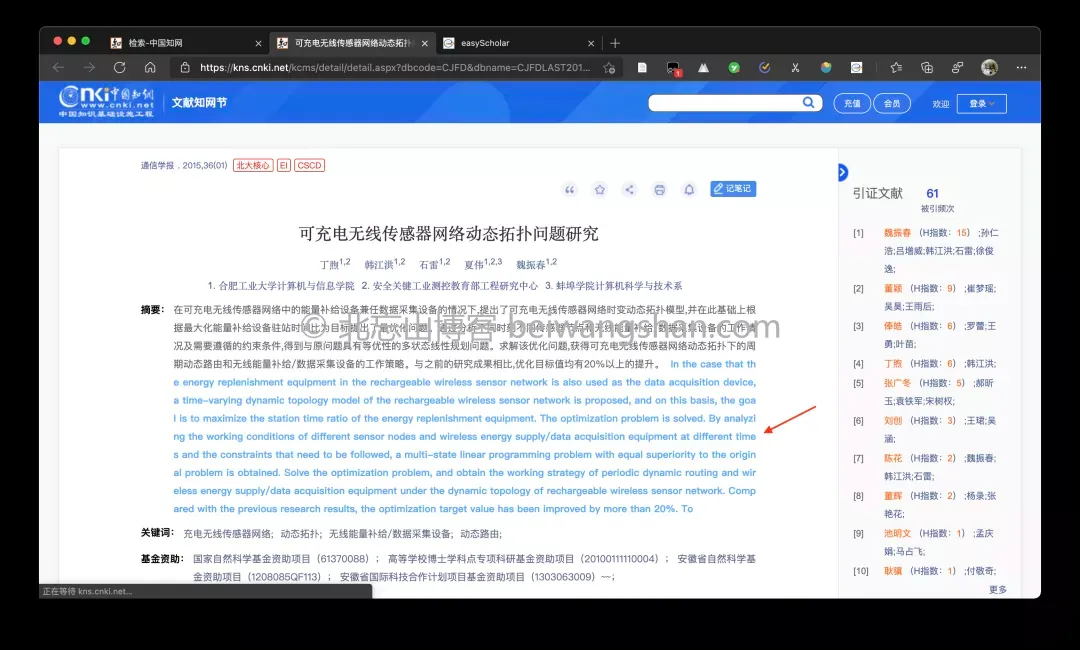 检索-中国知网
可充电无线传感器网络动态拓扑
easyScholar
https://kns.cnki.net/kcms/detail/detail.aspx?dbcode=CJFD&dbname=CJFDLAST201...
1
cnki中国知网
www.cnki.net
中国知识基础设施工程
文献知网节
充值
会员
欢迎
登录
通信学报 . 2015,36(01) 北大核心 EI CSCD
记笔记
可充电无线传感器网络动态拓扑问题研究
丁煦1,2 韩江洪1,2 石雷1,2 夏伟1,2,3 魏振春1,2
1. 合肥工业大学计算机与信息学院 2. 安全关键工业测控教育部工程研究中心 3. 蚌埠学院计算机科学与技术系
摘要: 在可充电无线传感器网络中的能量补给设备兼任数据采集设备的情况下,提出了可充电无线传感器网络时变动态拓扑模型,并在此基础上根
据最大化能量补给设备驻站时间比为目标提出了最优化问题。通过分析不同时刻不同传感器节点和无线能量补给/数据采集设备的工作情
况及需要遵循的约束条件,得到与原问题具有等优性的多状态线性规划问题。求解该优化问题,获得可充电无线传感器网络动态拓扑下的周
期动态路由和无线能量补给/数据采集设备的工作策略。与之前的研究成果相比,优化目标值均有20%以上的提升。 In the case that th
e energy replenishment equipment in the rechargeable wireless sensor network is also used as the data acquisition device,
a time-varying dynamic topology model of the rechargeable wireless sensor network is proposed, and on this basis, the goa
l is to maximize the station time ratio of the energy replenishment equipment. The optimization problem is solved. By analyzi
ng the working conditions of different sensor nodes and wireless energy supply/data acquisition equipment at different time
s and the constraints that need to be followed, a multi-state linear programming problem with equal superiority to the origin
al problem is obtained. Solve the optimization problem, and obtain the working strategy of periodic dynamic routing and wir
eless energy supply/data acquisition equipment under the dynamic topology of rechargeable wireless sensor network. Comp
ared with the previous research results, the optimization target value has been improved by more than 20%. To
© 北忘山博客 beiwangshan.com
关键词: 充电无线传感器网络; 动态拓扑; 无线能量补给/数据采集设备; 动态路由;
基金资助: 国家自然科学基金资助项目（61370088）; 高等学校博士学科点专项科研基金资助项目（20100111110004）; 安徽省自然科学基
金资助项目（1208085QF113）; 安徽省国际科技合作计划项目基金资助项目（1303063009）~~;
引证文献 61
被引频次
[1] 魏振春 （H指数：15） ;孙仁
浩;吕增威;韩江洪;石雷;徐俊
逸;
[2] 董颖 （H指数：9） ;崔梦瑶;
吴昊;王雨后;
[3] 俸皓 （H指数：6） ;罗蕾;王
勇;叶苗;
[4] 丁煦 （H指数：6） ;韩江洪;
[5] 张广冬 （H指数：5） ;郝昕
玉;袁铁军;宋树权;
[6] 刘创 （H指数：3） ;王珺;吴
涵;
[7] 陈花 （H指数：2） ;魏振春;
韩江洪;石雷;
[8] 董辉 （H指数：2） ;杨录;张
艳花;
[9] 池明文 （H指数：1） ;孟庆
娟;马占飞;
[10] 耿骥 （H指数：1） ;付敬奇;
更多
正在等待 kns.cnki.net...